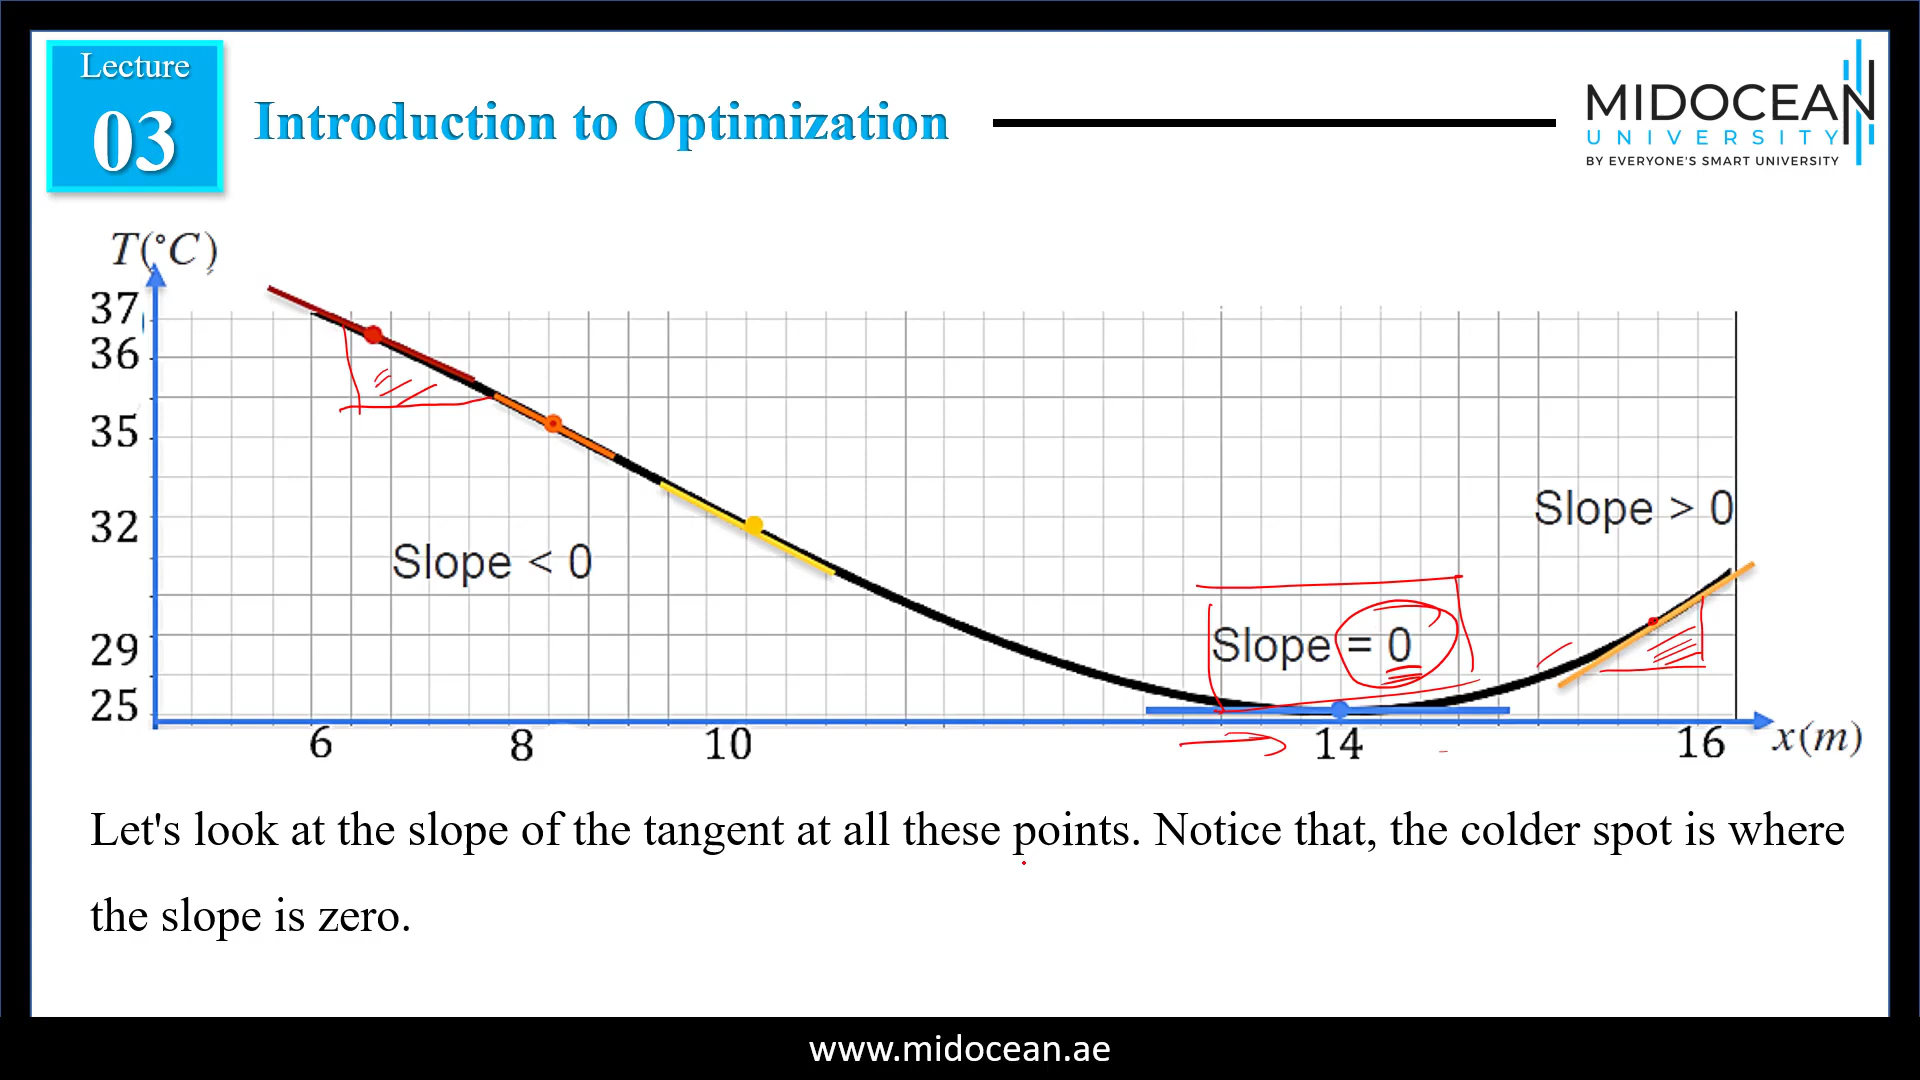 Lecture
03
Introduction to Optimization
MIDOCEAN
UNIVERSITY
BY EVERYONE'S SMART UNIVERSITY
T(°C)
37
36
35
32
29
25
Slope < 0
Slope = 0
Slope > 0
6 8 10 14 16 x(m)
Let's look at the slope of the tangent at all these points. Notice that, the colder spot is where
the slope is zero.
www.midocean.ae